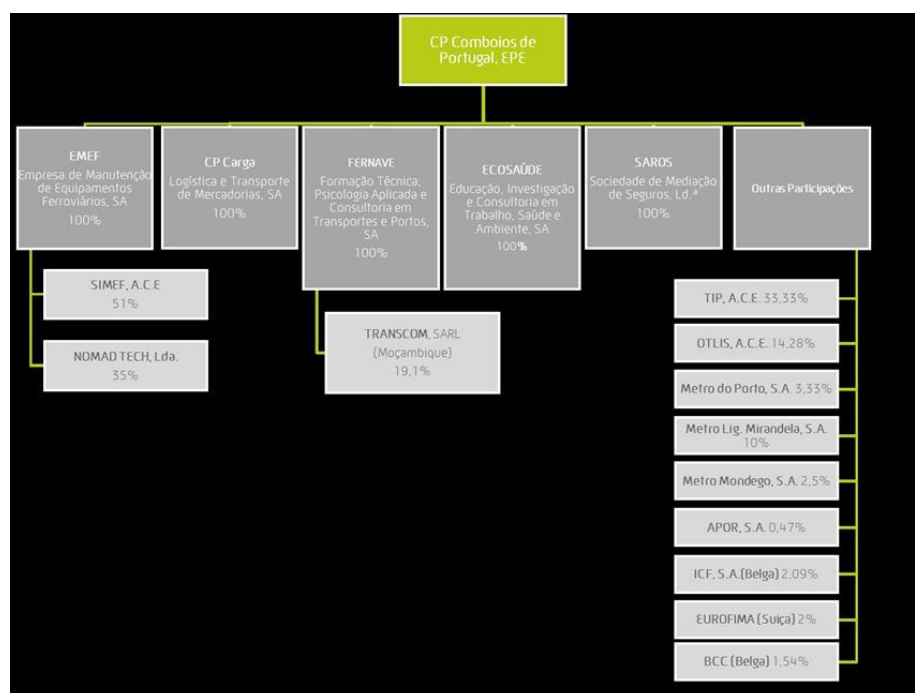 CP Comboios de
Portugal, EPE
EMEF
Empresa de Manutenção
de Equipamentos
Ferroviários, SA
100%
CP Carga
Logística e Transporte
de Mercadorias, SA
100%
FERNAVE
Formação Técnica,
Psicologia Aplicada e
Consultoria em
Transportes e Portos,
SA
100%
ECOSAÚDE
Educação, Investigação
e Consultoria em
Trabalho, Saúde e
Ambiente, SA
100%
SAROS
Sociedade de Mediação
de Seguros, Ld.ª
100%
Outras Participações
SIMEF, A.C.E
51%
NOMAD TECH, Lda.
35%
TRANSCOM, SARL
(Moçambique)
19,1%
TIP, A.C.E. 33,33%
OTLIS, A.C.E. 14,28%
Metro do Porto, S.A. 3,33%
Metro Lig. Mirandela, S.A.
10%
Metro Mondego, S.A. 2,5%
APOR, S.A. 0,47%
ICF, S.A.(Belga) 2,09%
EUROFIMA (Suiça) 2%
BCC (Belga) 1,54%